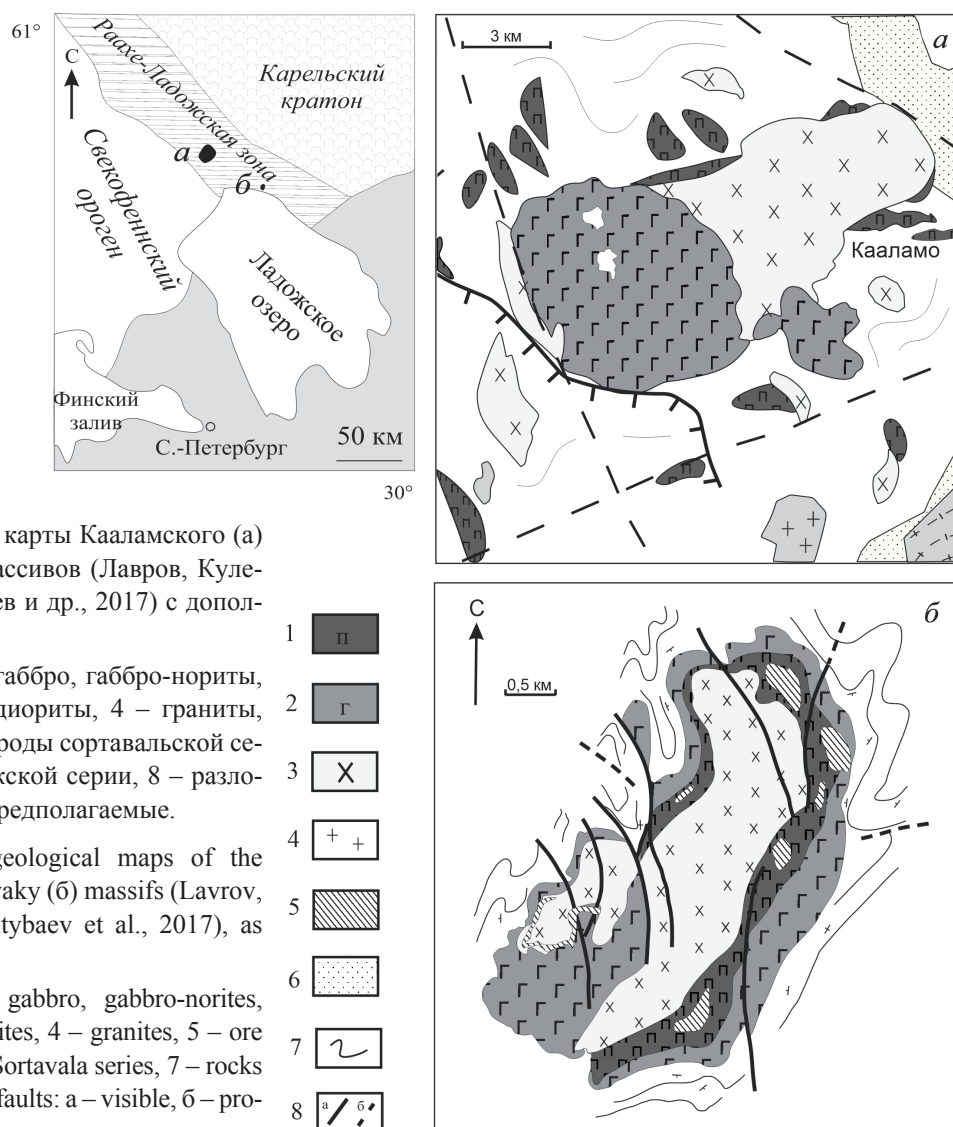 61°
С
Раахе-Ладожская зона
Карельский
кратон
а
б
Свекофеннский
ороген
Ладожское
озеро
Финский
залив
С.-Петербург
50 км
30°
3 км
а
Кааламо
карты Кааламского (а)
ассивов (Лавров, Куле-
ев и др., 2017) с допол-
габбро, габбро-нориты,
диориты, 4 – граниты,
роды сортавальской се-
жской серии, 8 – разло-
редполагаемые.
geological maps of the
vaky (б) massifs (Lavrov,
tybaev et al., 2017), as
gabbro, gabbro-norites,
ites, 4 – granites, 5 – ore
Sortavala series, 7 – rocks
faults: a – visible, б – pro-
1 п
2 г
3 X
4 + +
5
6
7
8 а б
С
0,5 км
б